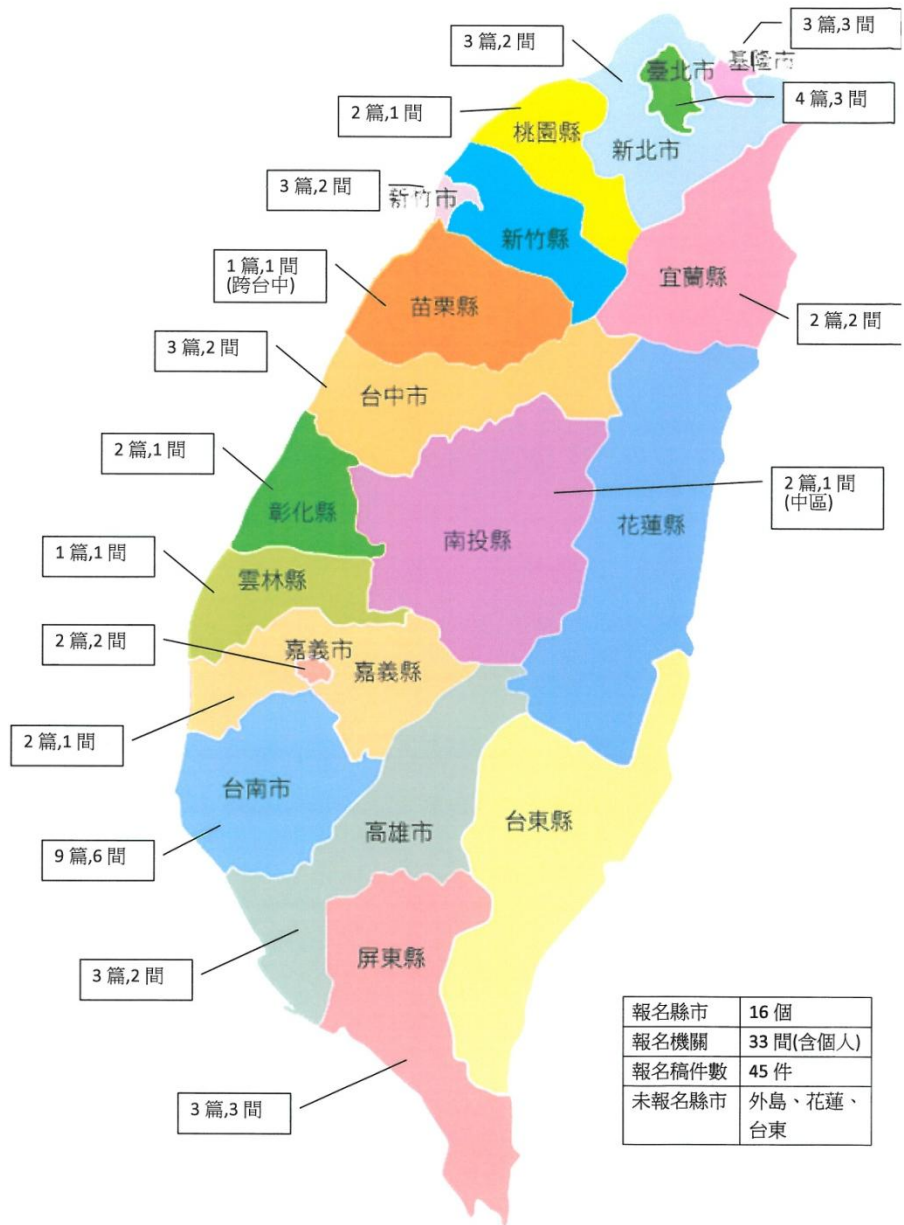 3 篇,3 間
3 篇,2 間
基隆市
臺北市
4 篇,3 間
2 篇,1 間
桃園縣
新北市
3 篇,2 間
新竹市
新竹縣
宜蘭縣
1 篇,1 間
(跨台中)
苗栗縣
2 篇,2 間
3 篇,2 間
台中市
2 篇,1 間
2 篇,1 間
(中區)
彰化縣
南投縣
花蓮縣
1 篇,1 間
雲林縣
2 篇,2 間
嘉義市
嘉義縣
2 篇,1 間
台南市
台東縣
高雄市
9 篇,6 間
屏東縣
3 篇,2 間
報名縣市 16 個
報名機關 33 間(含個人)
報名稿件數 45 件
未報名縣市 外島、花蓮、
台東
3 篇,3 間